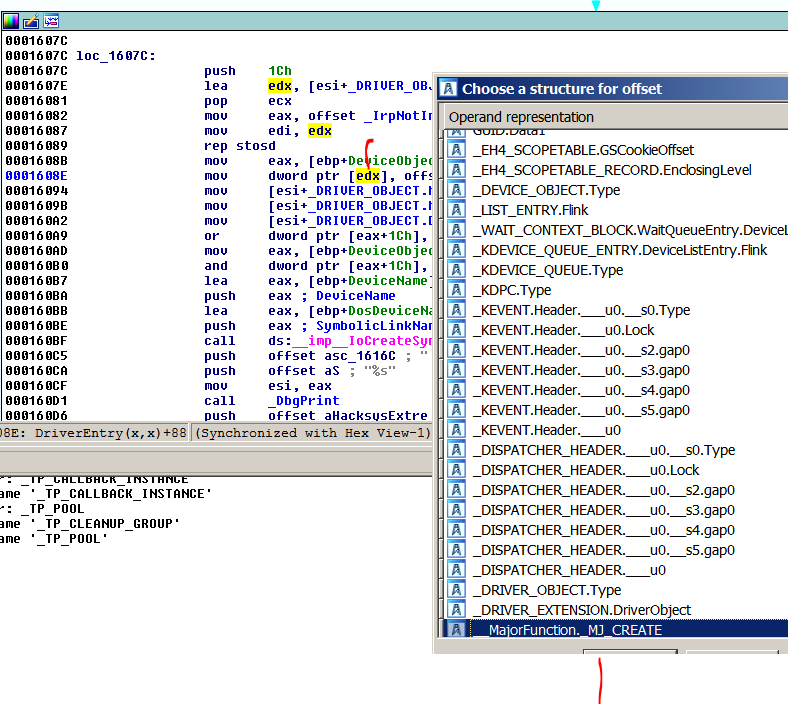 0001607C
0001607C loc_1607C:
0001607C push 1Ch
0001607E lea edx, [esi+_DRIVER_OBJ
00016081 pop ecx
00016082 mov eax, offset _IrpNotIm
00016087 mov edi, edx
00016089 rep stosd
0001608B mov eax, [ebp+DeviceObjec
0001608E mov dword ptr [edx], offs
00016094 mov [esi+_DRIVER_OBJECT.
0001609B mov [esi+_DRIVER_OBJECT.
000160A2 mov [esi+_DRIVER_OBJECT.D
000160A9 or dword ptr [eax+1Ch],
000160AD mov eax, [ebp+DeviceObjec
000160B0 and dword ptr [eax+1Ch],
000160B7 lea eax, [ebp+DeviceName]
000160BA push eax ; DeviceName
000160BB lea eax, [ebp+DosDeviceNa
000160BE push eax ; SymbolicLinkNam
000160BF call ds:__imp__IoCreateSym
000160C5 push offset asc_1616C ; "
000160CA push offset aS ; "%s"
000160CF mov esi, eax
000160D1 call _DbgPrint
000160D6 push offset aHacksysExtre
08E: DriverEntry(x,x)+88 (Synchronized with Hex View-1)
r: _TP_CALLBACK_INSTANCE
ame '_TP_CALLBACK_INSTANCE'
r: _TP_POOL
ame '_TP_CLEANUP_GROUP'
ame '_TP_POOL'
Choose a structure for offset
Operand representation
GUID.Data1
_EH4_SCOPETABLE.GSCookieOffset
_EH4_SCOPETABLE_RECORD.EnclosingLevel
_DEVICE_OBJECT.Type
_LIST_ENTRY.Flink
_WAIT_CONTEXT_BLOCK.WaitQueueEntry.DeviceL
_KDEVICE_QUEUE_ENTRY.DeviceListEntry.Flink
_KDEVICE_QUEUE.Type
_KDPC.Type
_KEVENT.Header.___u0.__s0.Type
_KEVENT.Header.___u0.Lock
_KEVENT.Header.___u0.__s2.gap0
_KEVENT.Header.___u0.__s3.gap0
_KEVENT.Header.___u0.__s4.gap0
_KEVENT.Header.___u0.__s5.gap0
_KEVENT.Header.___u0
_DISPATCHER_HEADER.___u0.__s0.Type
_DISPATCHER_HEADER.___u0.Lock
_DISPATCHER_HEADER.___u0.__s2.gap0
_DISPATCHER_HEADER.___u0.__s3.gap0
_DISPATCHER_HEADER.___u0.__s4.gap0
_DISPATCHER_HEADER.___u0.__s5.gap0
_DISPATCHER_HEADER.___u0
_DRIVER_OBJECT.Type
_DRIVER_EXTENSION.DriverObject
__MajorFunction._MJ_CREATE